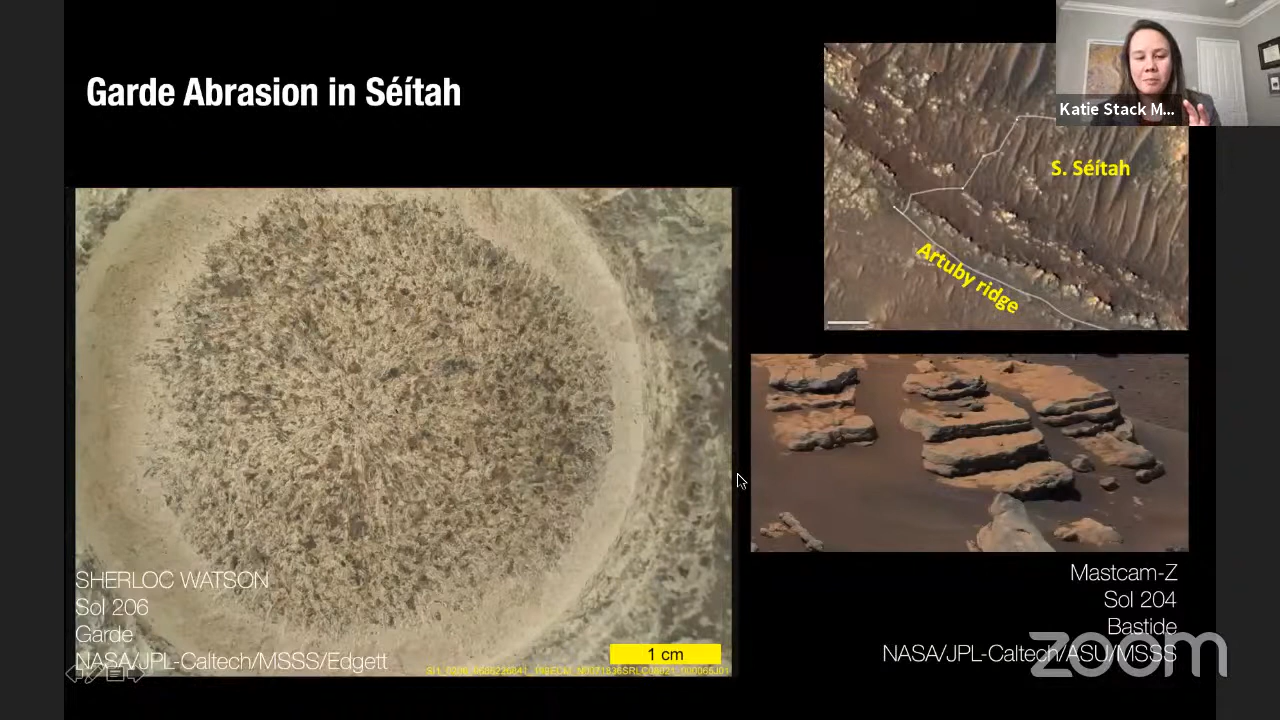 Garde Abrasion in Séítah
Katie Stack M...
S. Séítah
Artuby ridge
SHERLOC WATSON
Sol 206
Garde
NASA/JPL-Caltech/MSSS/Edgett
1 cm
Mastcam-Z
Sol 204
Bastide
NASA/JPL-Caltech/ASU/MSSS
zoom